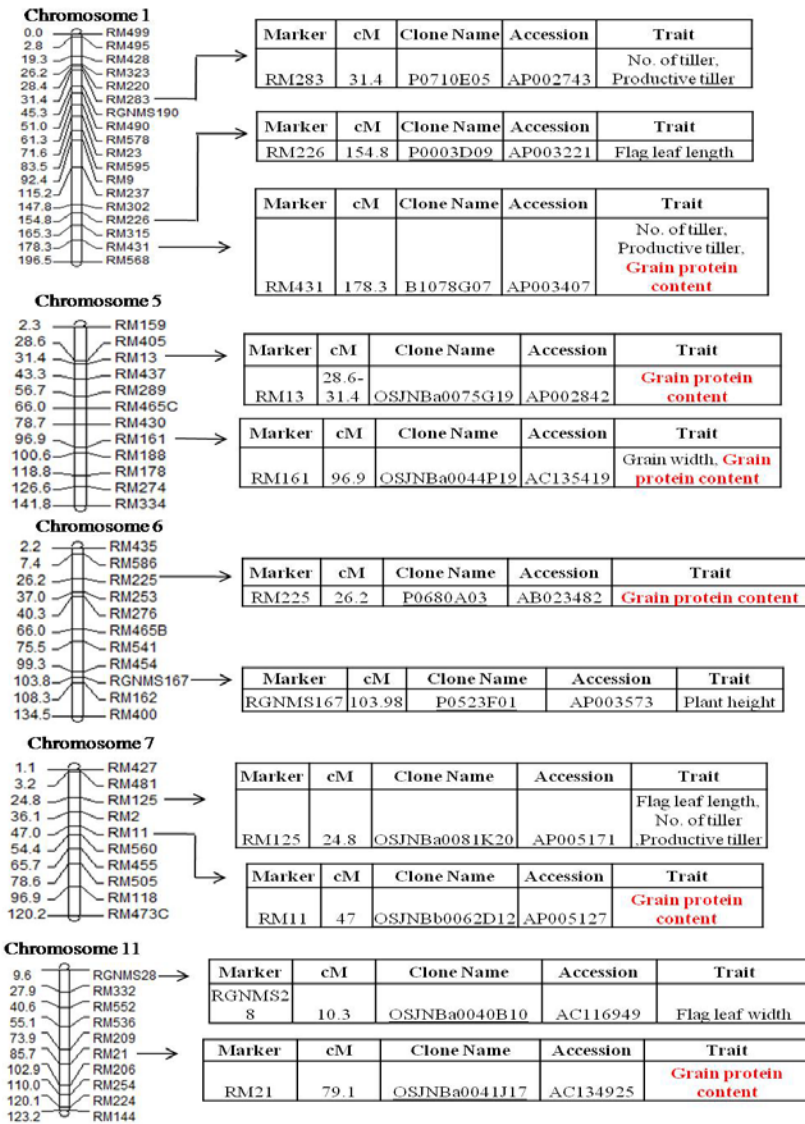 Chromosome 1
0.0 RM499
2.8 RM495
19.3 RM428
26.2 RM323
28.4 RM220
31.4 RM283
45.3 RGNMS190
51.0 RM490
61.3 RM578
71.6 RM23
83.5 RM595
92.4 RM9
115.2 RM237
147.8 RM302
154.8 RM226
165.3 RM315
178.3 RM431
196.5 RM568
Marker cM Clone Name Accession Trait
No. of tiller,
RM283 31.4 P0710E05 AP002743 Productive tiller
Marker cM Clone Name Accession Trait
RM226 154.8 P0003D09 AP003221 Flag leaf length
Marker cM Clone Name Accession Trait
No. of tiller,
Productive tiller,
Grain protein
RM431 178.3 B1078G07 AP003407 content
Chromosome 5
2.3 RM159
28.6 RM405
31.4 RM13
43.3 RM437
56.7 RM289
66.0 RM465C
78.7 RM430
96.9 RM161
100.6 RM188
118.8 RM178
126.6 RM274
141.8 RM334
Marker cM Clone Name Accession Trait
28.6- Grain protein
RM13 31.4 OSJNBa0075G19 AP002842 content
Marker cM Clone Name Accession Trait
Grain width, Grain
RM161 96.9 OSJNBa0044P19 AC135419 protein content
Chromosome 6
2.2 RM435
7.4 RM586
26.2 RM225
37.0 RM253
40.3 RM276
66.0 RM465B
75.5 RM541
99.3 RM454
103.8 RGNMS167
108.3 RM162
134.5 RM400
Marker cM Clone Name Accession Trait
RM225 26.2 P0680A03 AB023482 Grain protein content
Marker cM Clone Name Accession Trait
RGNMS167 103.98 P0523F01 AP003573 Plant height
Chromosome 7
1.1 RM427
3.2 RM481
24.8 RM125
36.1 RM2
47.0 RM11
54.4 RM560
65.7 RM455
78.6 RM505
96.9 RM118
120.2 RM473C
Marker cM Clone Name Accession Trait
Flag leaf length,
No. of tiller
RM125 24.8 OSJNBa0081K20 AP005171 ,Productive tiller
Marker cM Clone Name Accession Trait
Grain protein
RM11 47 OSJNBb0062D12 AP005127 content
Chromosome 11
9.6 RGNMS28
27.9 RM332
40.6 RM552
55.1 RM536
73.9 RM209
85.7 RM21
102.9 RM206
110.0 RM254
120.1 RM224
123.2 RM144
Marker cM Clone Name Accession Trait
RGNMS2
8 10.3 OSJNBa0040B10 AC116949 Flag leaf width
Marker cM Clone Name Accession Trait
Grain protein
RM21 79.1 OSJNBa0041J17 AC134925 content